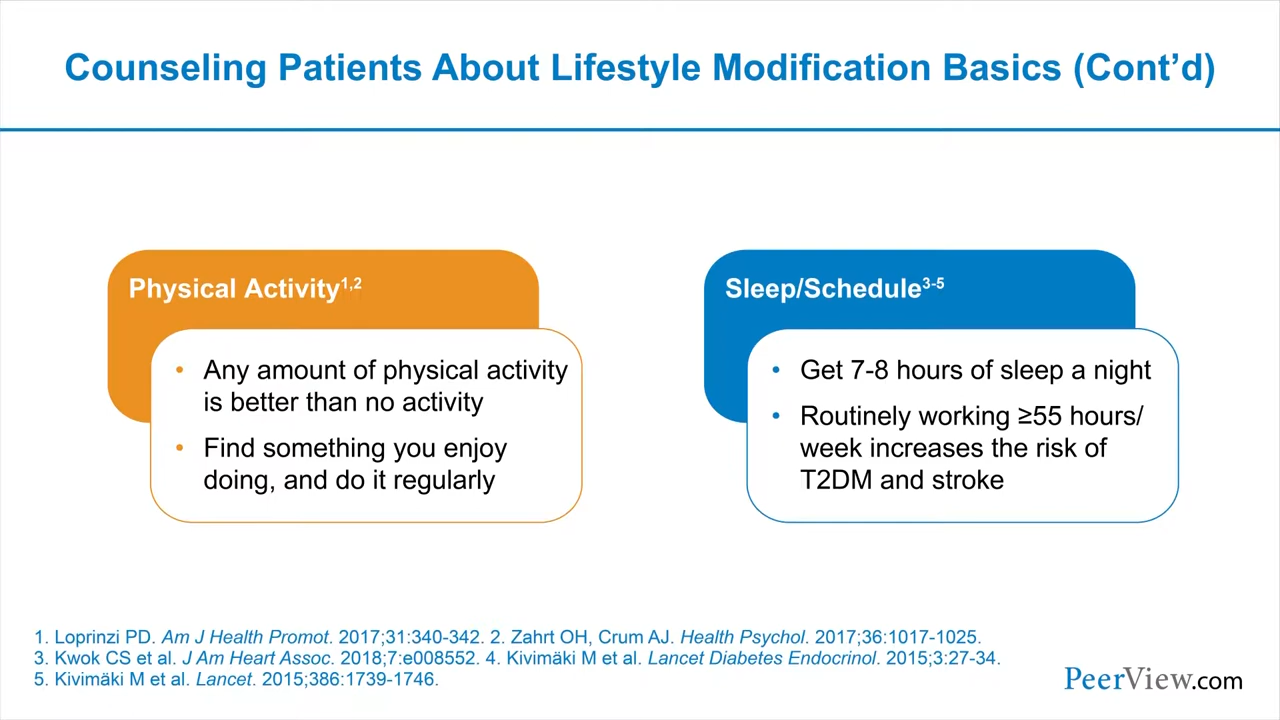 Counseling Patients About Lifestyle Modification Basics (Cont’d)
Physical Activity1,2
• Any amount of physical activity
is better than no activity
• Find something you enjoy
doing, and do it regularly
Sleep/Schedule3-5
• Get 7-8 hours of sleep a night
• Routinely working ≥55 hours/
week increases the risk of
T2DM and stroke
1. Loprinzi PD. Am J Health Promot. 2017;31:340-342. 2. Zahrt OH, Crum AJ. Health Psychol. 2017;36:1017-1025.
3. Kwok CS et al. J Am Heart Assoc. 2018;7:e008552. 4. Kivimäki M et al. Lancet Diabetes Endocrinol. 2015;3:27-34.
5. Kivimäki M et al. Lancet. 2015;386:1739-1746.
PeerView.com